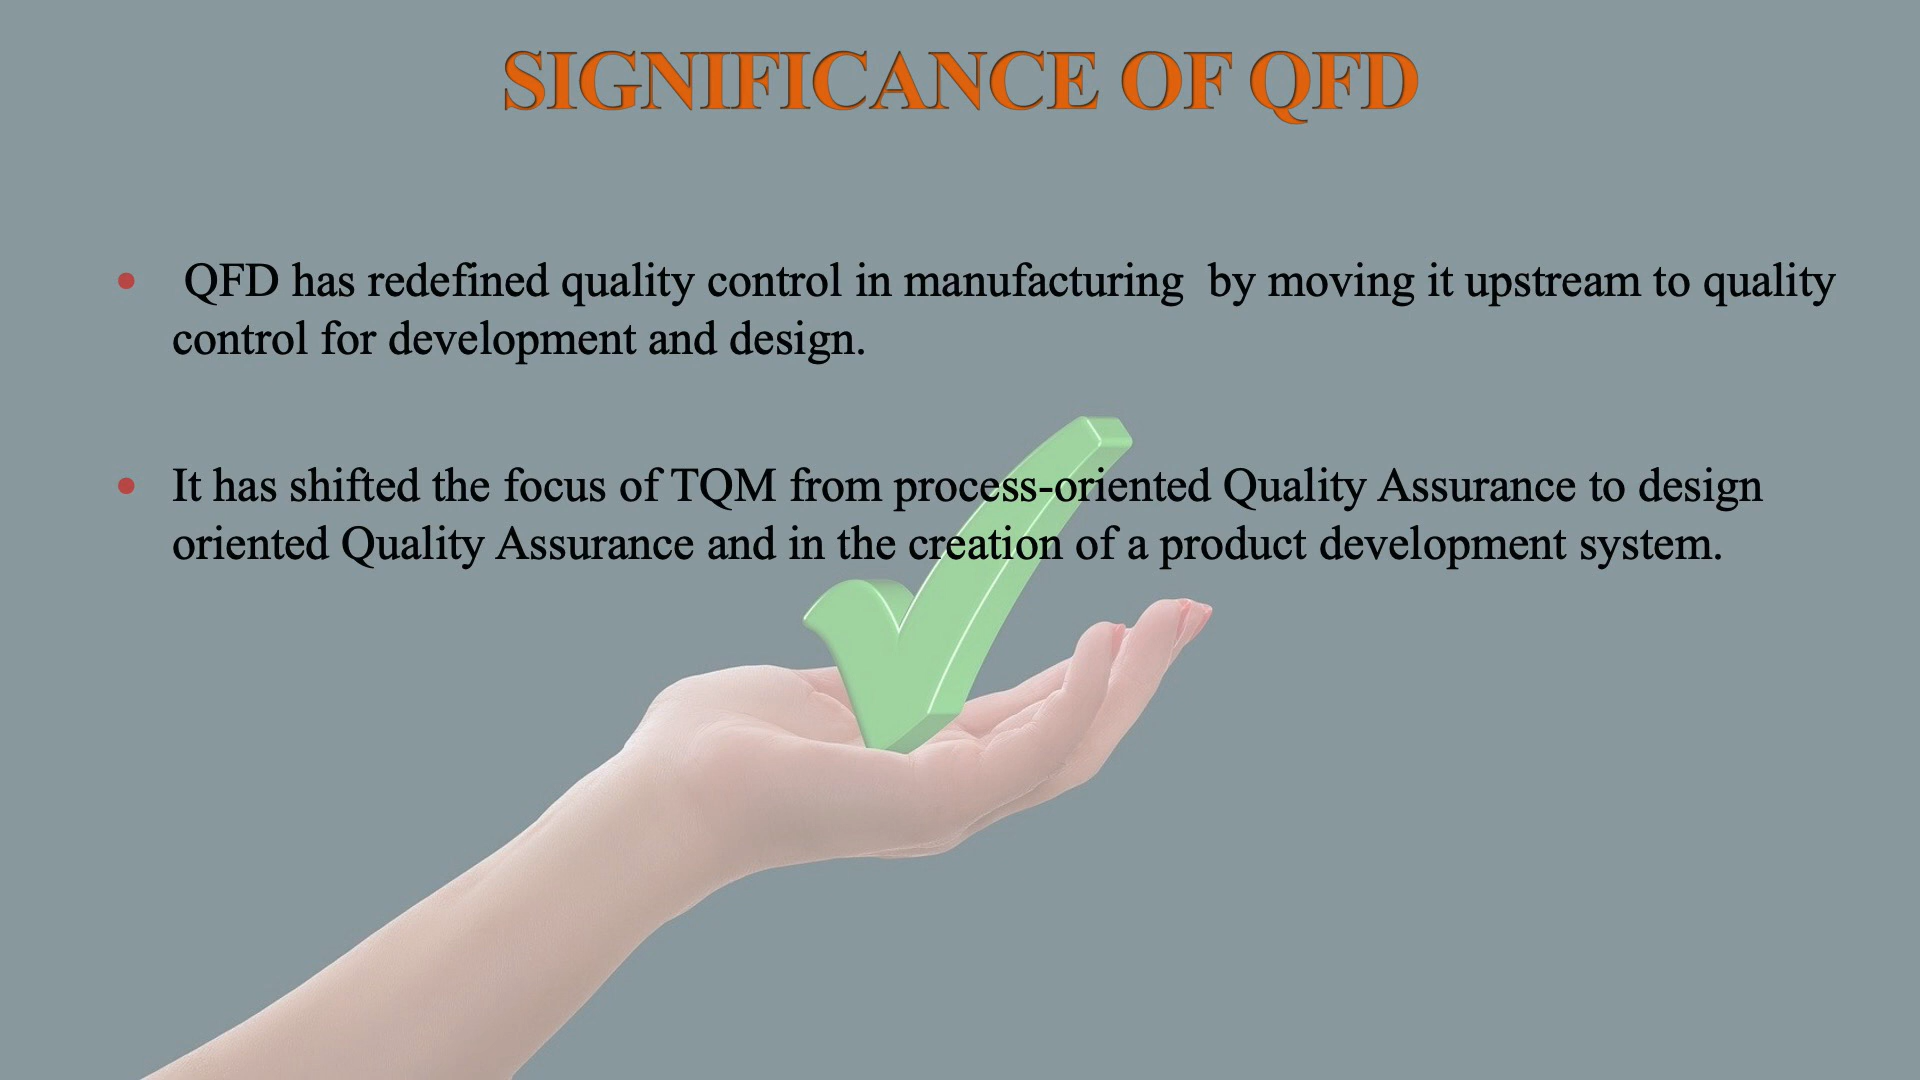 SIGNIFICANCE OF QFD
• QFD has redefined quality control in manufacturing  by moving it upstream to quality
control for development and design.
• It has shifted the focus of TQM from process-oriented Quality Assurance to design
oriented Quality Assurance and in the creation of a product development system.